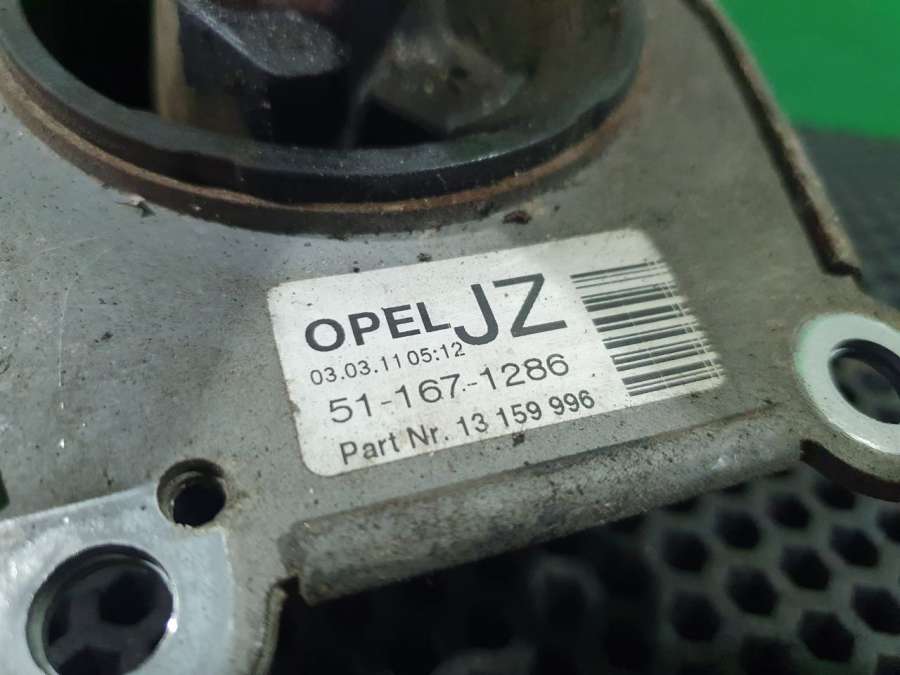 OPEL JZ
03.03.11 05:12
51-167-1286
Part Nr. 13 159 996